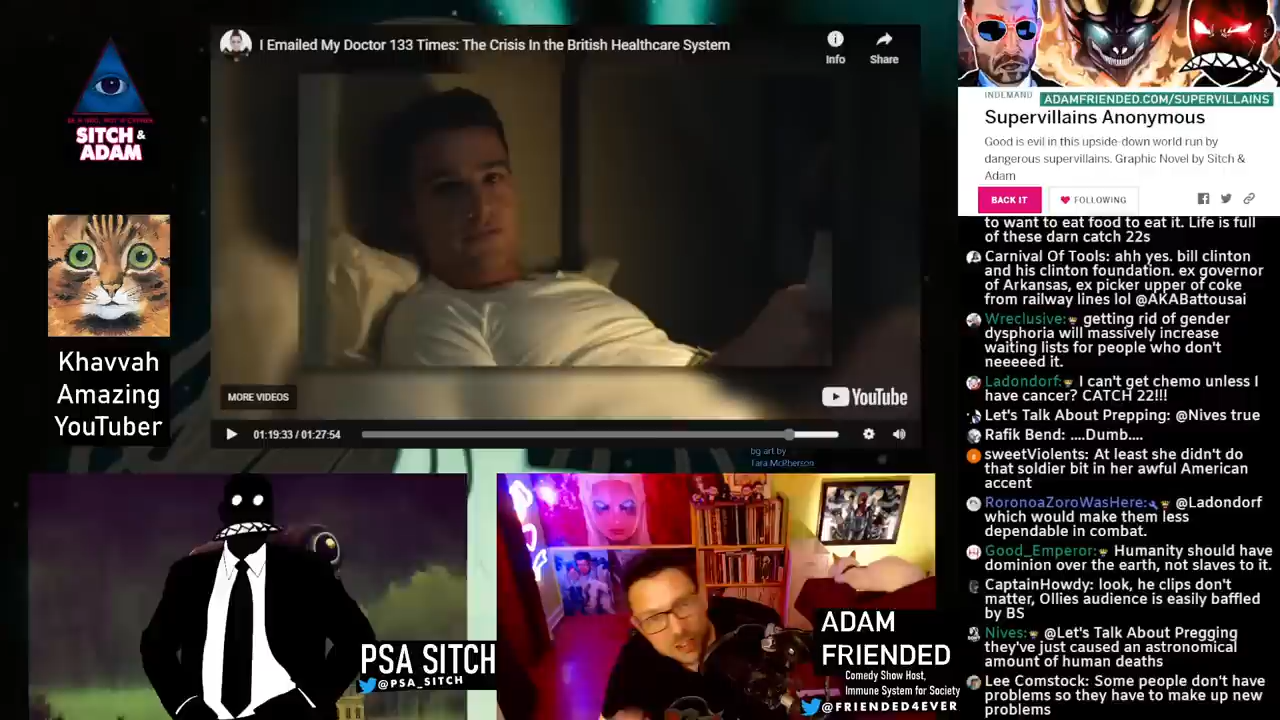 I Emailed My Doctor 133 Times: The Crisis In the British Healthcare System
Info
Share
SITCH &
ADAM
Khavvah
Amazing
YouTuber
MORE VIDEOS
YouTube
01:19:33 / 01:27:54
bg art by
Tara McPherson
PSA SITCH
@PSA_SITCH
ADAM
FRIENDED
Comedy Show Host,
Immune System for Society
@FRIENDED4EVER
INDEMAND
ADAMFRIENDED.COM/SUPERVILLAINS
Supervillains Anonymous
Good is evil in this upside-down world run by
dangerous supervillains. Graphic Novel by Sitch &
Adam
BACK IT
FOLLOWING
to want to eat food to eat it. Life is full
of these darn catch 22s
Carnival Of Tools: ahh yes. bill clinton
and his clinton foundation. ex governor
of Arkansas, ex picker upper of coke
from railway lines lol @AKABattousai
Wreclusive: getting rid of gender
dysphoria will massively increase
waiting lists for people who don't
neeeeed it.
Ladondorf: I can't get chemo unless I
have cancer? CATCH 22!!!
Let's Talk About Prepping: @Nives true
Rafik Bend: ....Dumb....
sweetViolents: At least she didn't do
that soldier bit in her awful American
accent
RoronoaZoroWasHere: @Ladondorf
which would make them less
dependable in combat.
Good_Emperor: Humanity should have
dominion over the earth, not slaves to it.
CaptainHowdy: look, he clips don't
matter, Ollies audience is easily baffled
by BS
Nives: @Let's Talk About Pregging
they've just caused an astronomical
amount of human deaths
Lee Comstock: Some people don't have
problems so they have to make up new
problems